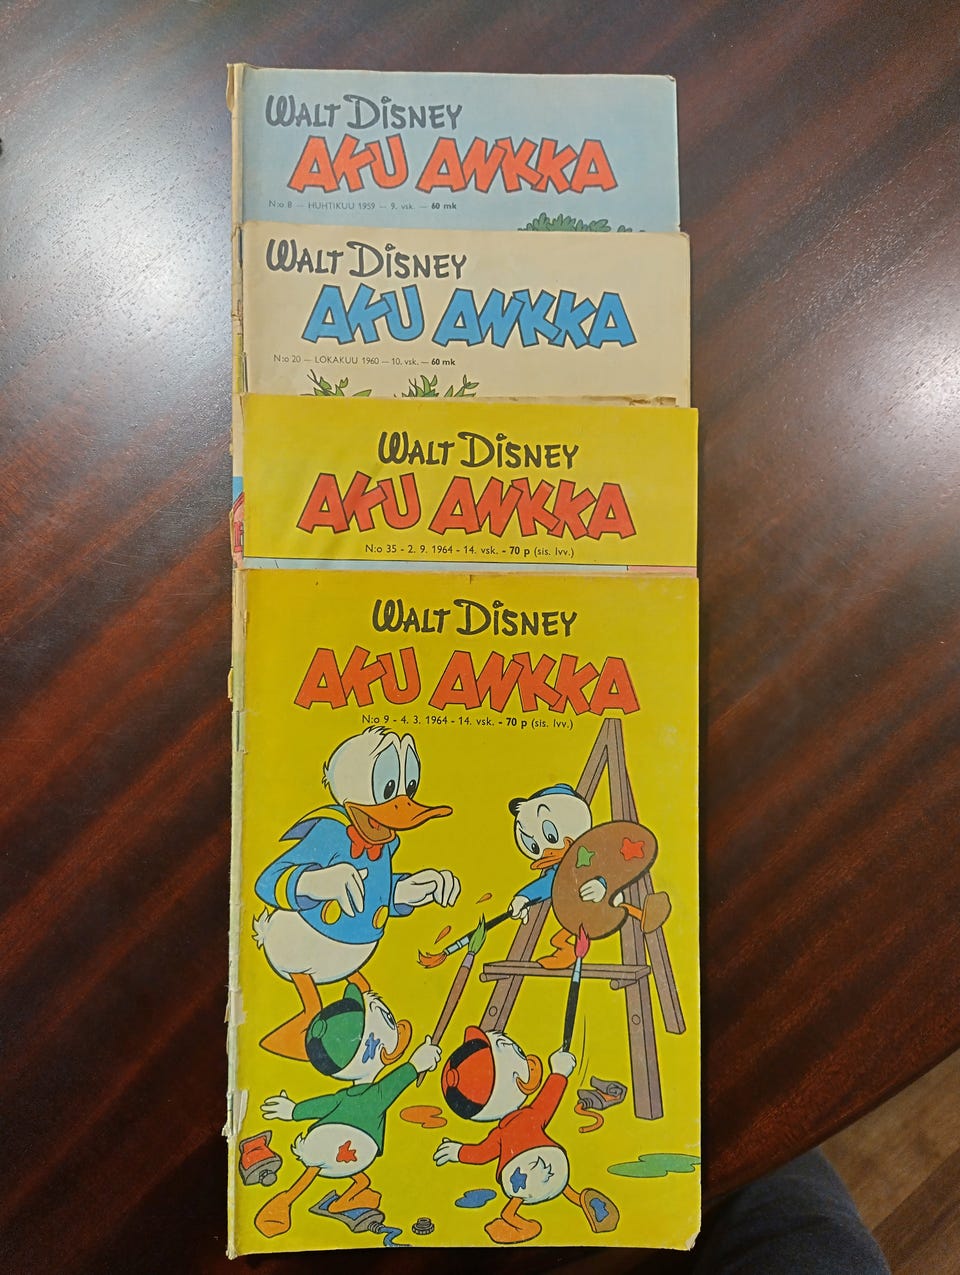 WALT DISNEY
AKU ANKKA
N:o 8 — HUHTIKUU 1959 — 9. vsk. — 60 mk
WALT DISNEY
AKU ANKKA
N:o 20 — LOKAKUU 1960 — 10. vsk. — 60 mk
WALT DISNEY
AKU ANKKA
N:o 35 - 2. 9. 1964 - 14. vsk. - 70 p (sis. lvv.)
WALT DISNEY
AKU ANKKA
N:o 9 - 4. 3. 1964 - 14. vsk. - 70 p (sis. lvv.)